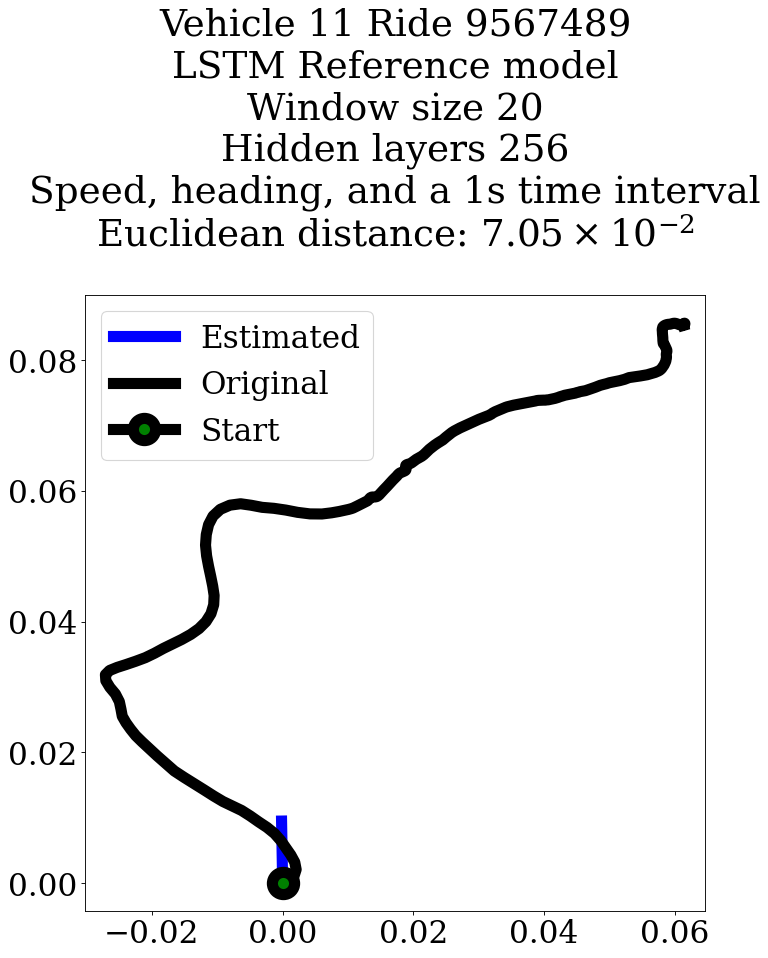 Vehicle 11 Ride 9567489
LSTM Reference model
Window size 20
Hidden layers 256
Speed, heading, and a 1s time interval
Euclidean distance: 7.05 × 10⁻²
Estimated
Original
Start
0.08
0.06
0.04
0.02
0.00
−0.02 0.00 0.02 0.04 0.06